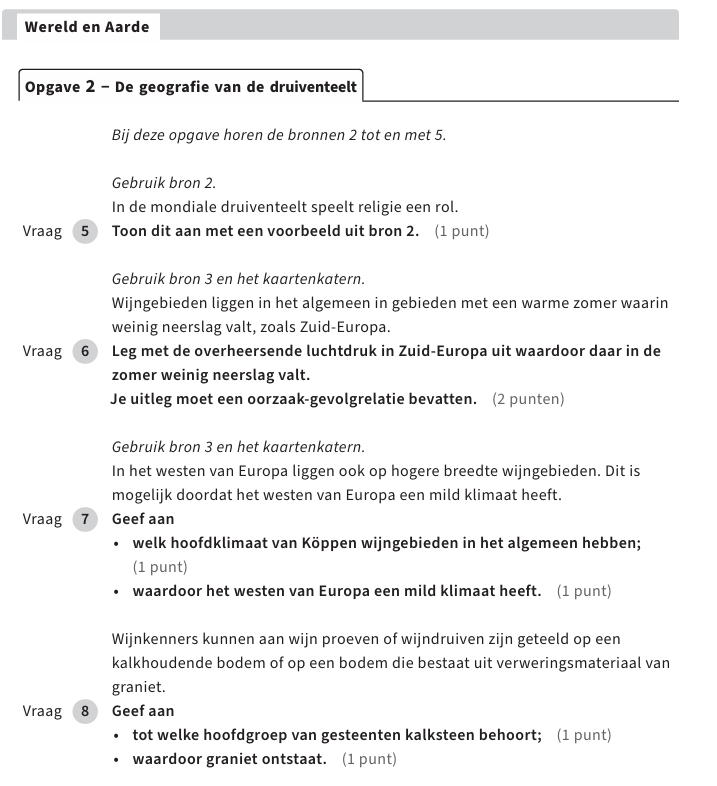 Wereld en Aarde
Opgave 2 – De geografie van de druiventeelt
Bij deze opgave horen de bronnen 2 tot en met 5.
Gebruik bron 2.
In de mondiale druiventeelt speelt religie een rol.
Vraag 5 Toon dit aan met een voorbeeld uit bron 2. (1 punt)
Gebruik bron 3 en het kaartenkatern.
Wijngebieden liggen in het algemeen in gebieden met een warme zomer waarin
weinig neerslag valt, zoals Zuid-Europa.
Vraag 6 Leg met de overheersende luchtdruk in Zuid-Europa uit waardoor daar in de
zomer weinig neerslag valt.
Je uitleg moet een oorzaak-gevolgrelatie bevatten. (2 punten)
Gebruik bron 3 en het kaartenkatern.
In het westen van Europa liggen ook op hogere breedte wijngebieden. Dit is
mogelijk doordat het westen van Europa een mild klimaat heeft.
Vraag 7 Geef aan
• welk hoofdklimaat van Köppen wijngebieden in het algemeen hebben;
(1 punt)
• waardoor het westen van Europa een mild klimaat heeft. (1 punt)
Wijnkenners kunnen aan wijn proeven of wijndruiven zijn geteeld op een
kalkhoudende bodem of op een bodem die bestaat uit verweringsmateriaal van
graniet.
Vraag 8 Geef aan
• tot welke hoofdgroep van gesteenten kalksteen behoort; (1 punt)
• waardoor graniet ontstaat. (1 punt)